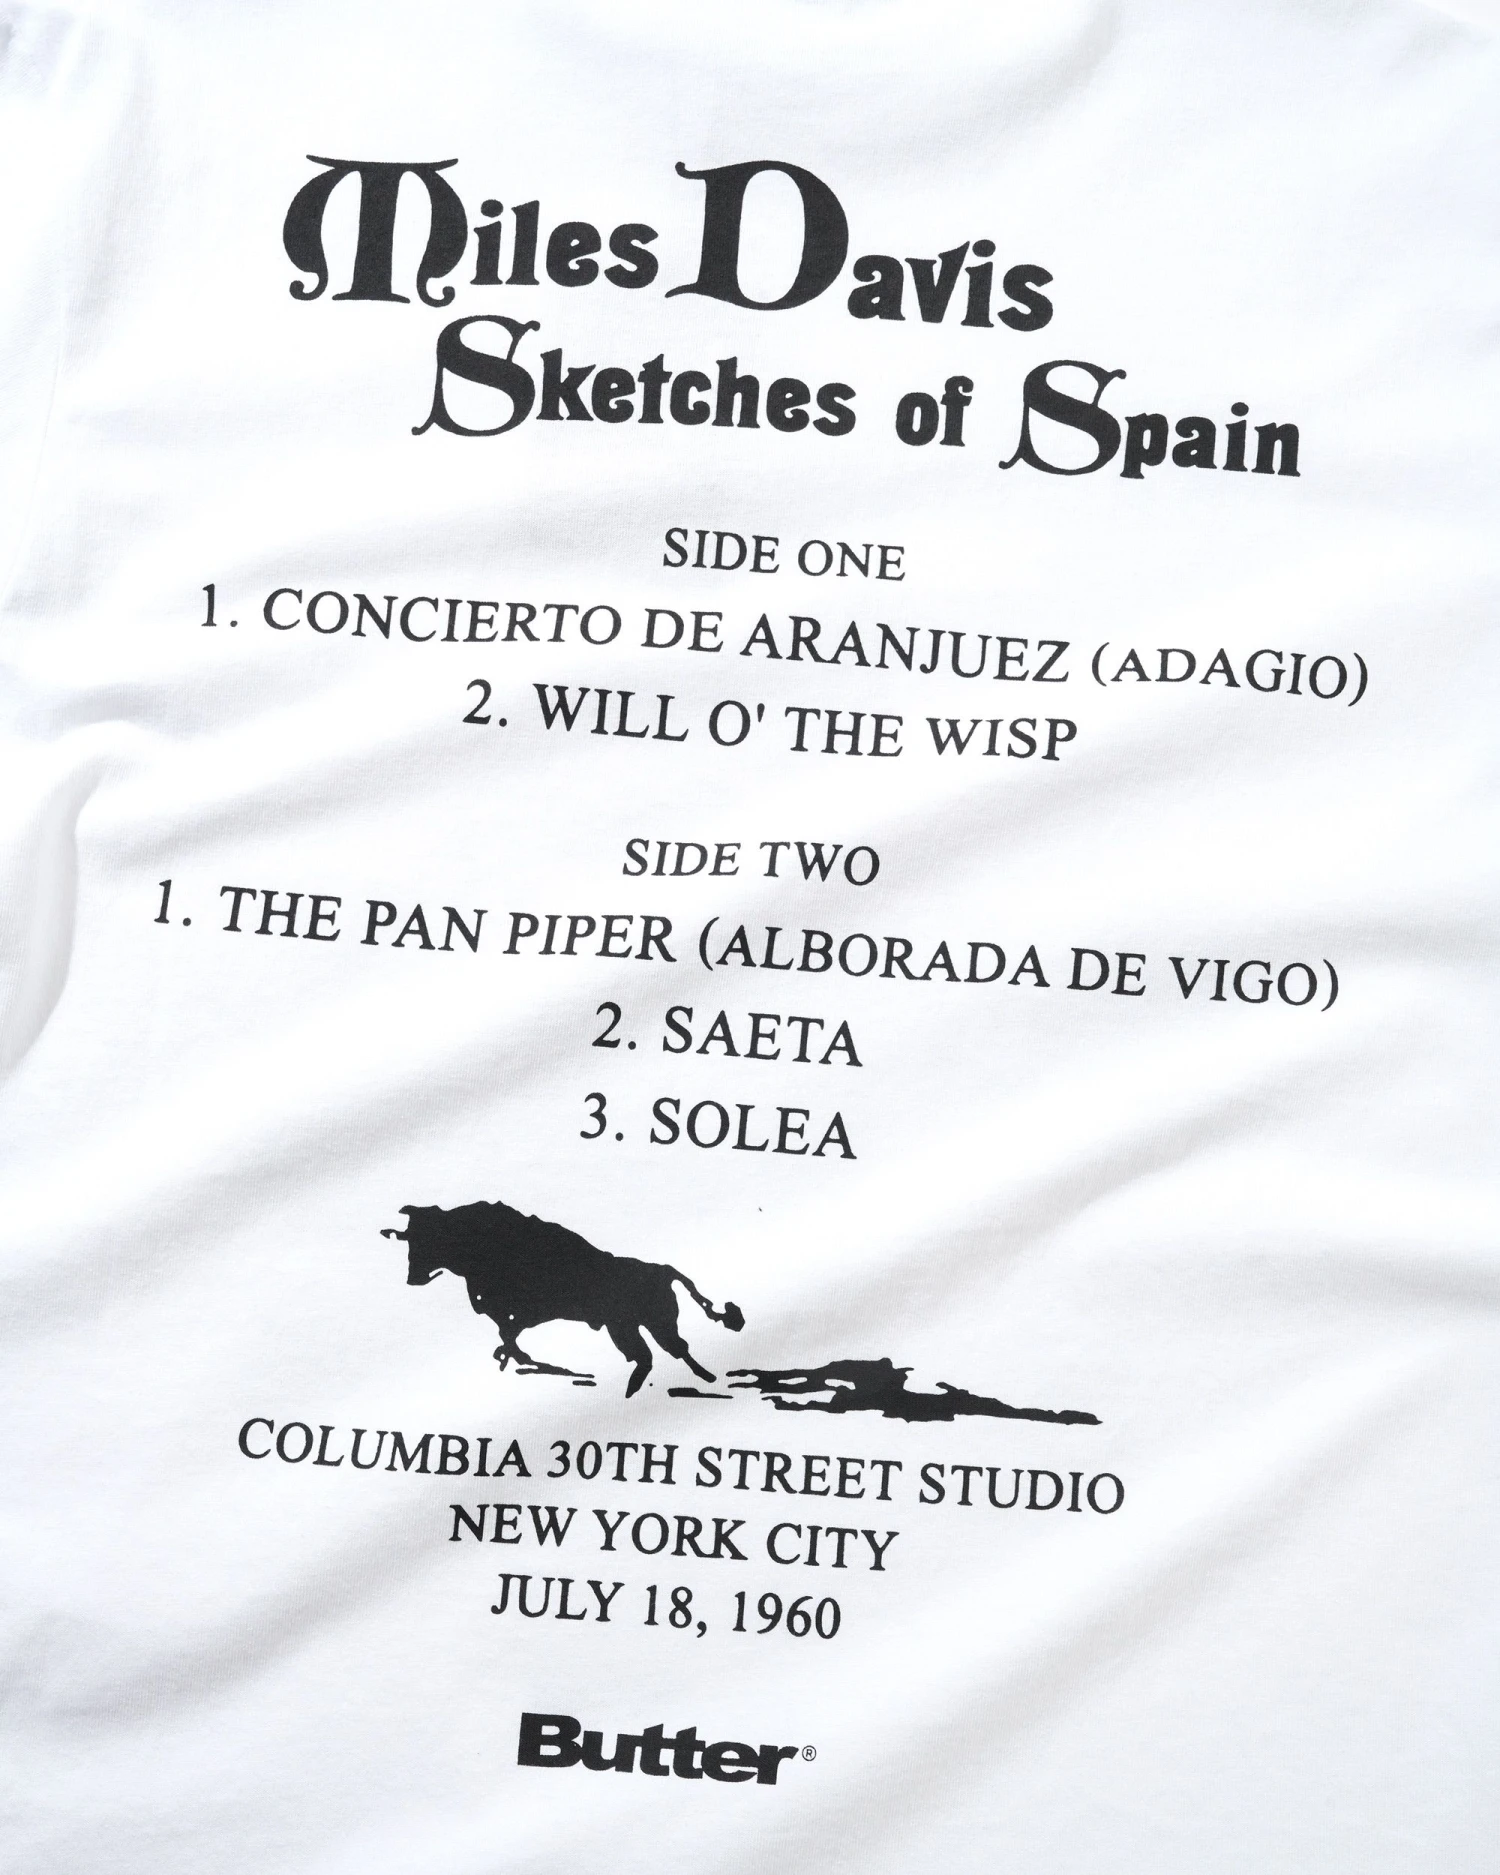 Miles Davis
Sketches of Spain
SIDE ONE
1. CONCIERTO DE ARANJUEZ (ADAGIO)
2. WILL O' THE WISP
SIDE TWO
1. THE PAN PIPER (ALBORADA DE VIGO)
2. SAETA
3. SOLEA
COLUMBIA 30TH STREET STUDIO
NEW YORK CITY
JULY 18, 1960
Butter®